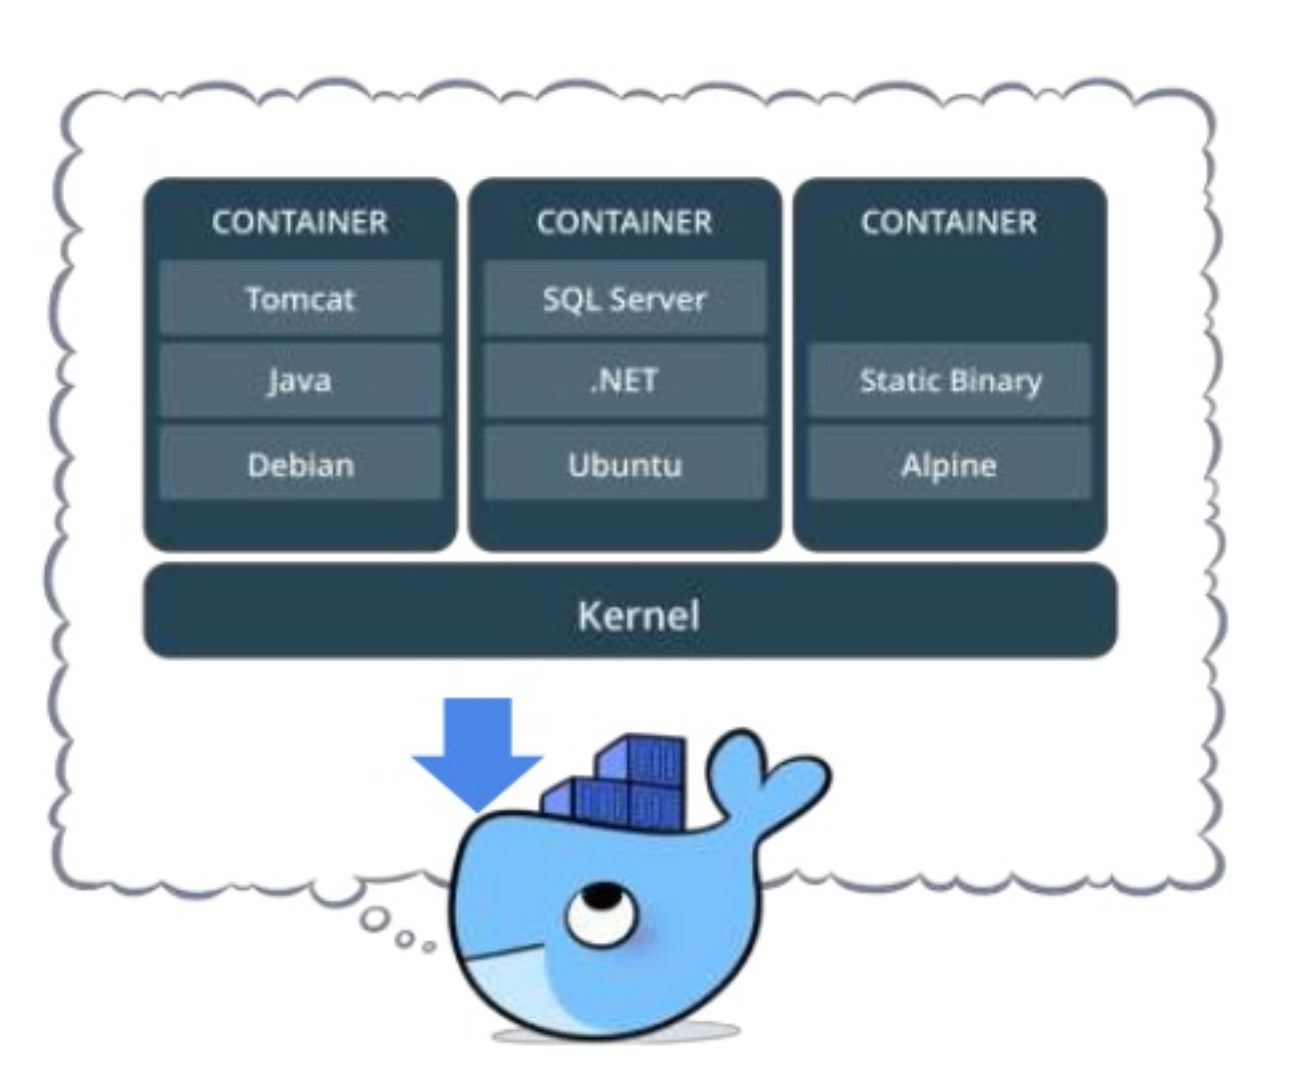 CONTAINER
Tomcat
Java
Debian
CONTAINER
SQL Server
.NET
Ubuntu
CONTAINER
Static Binary
Alpine
Kernel